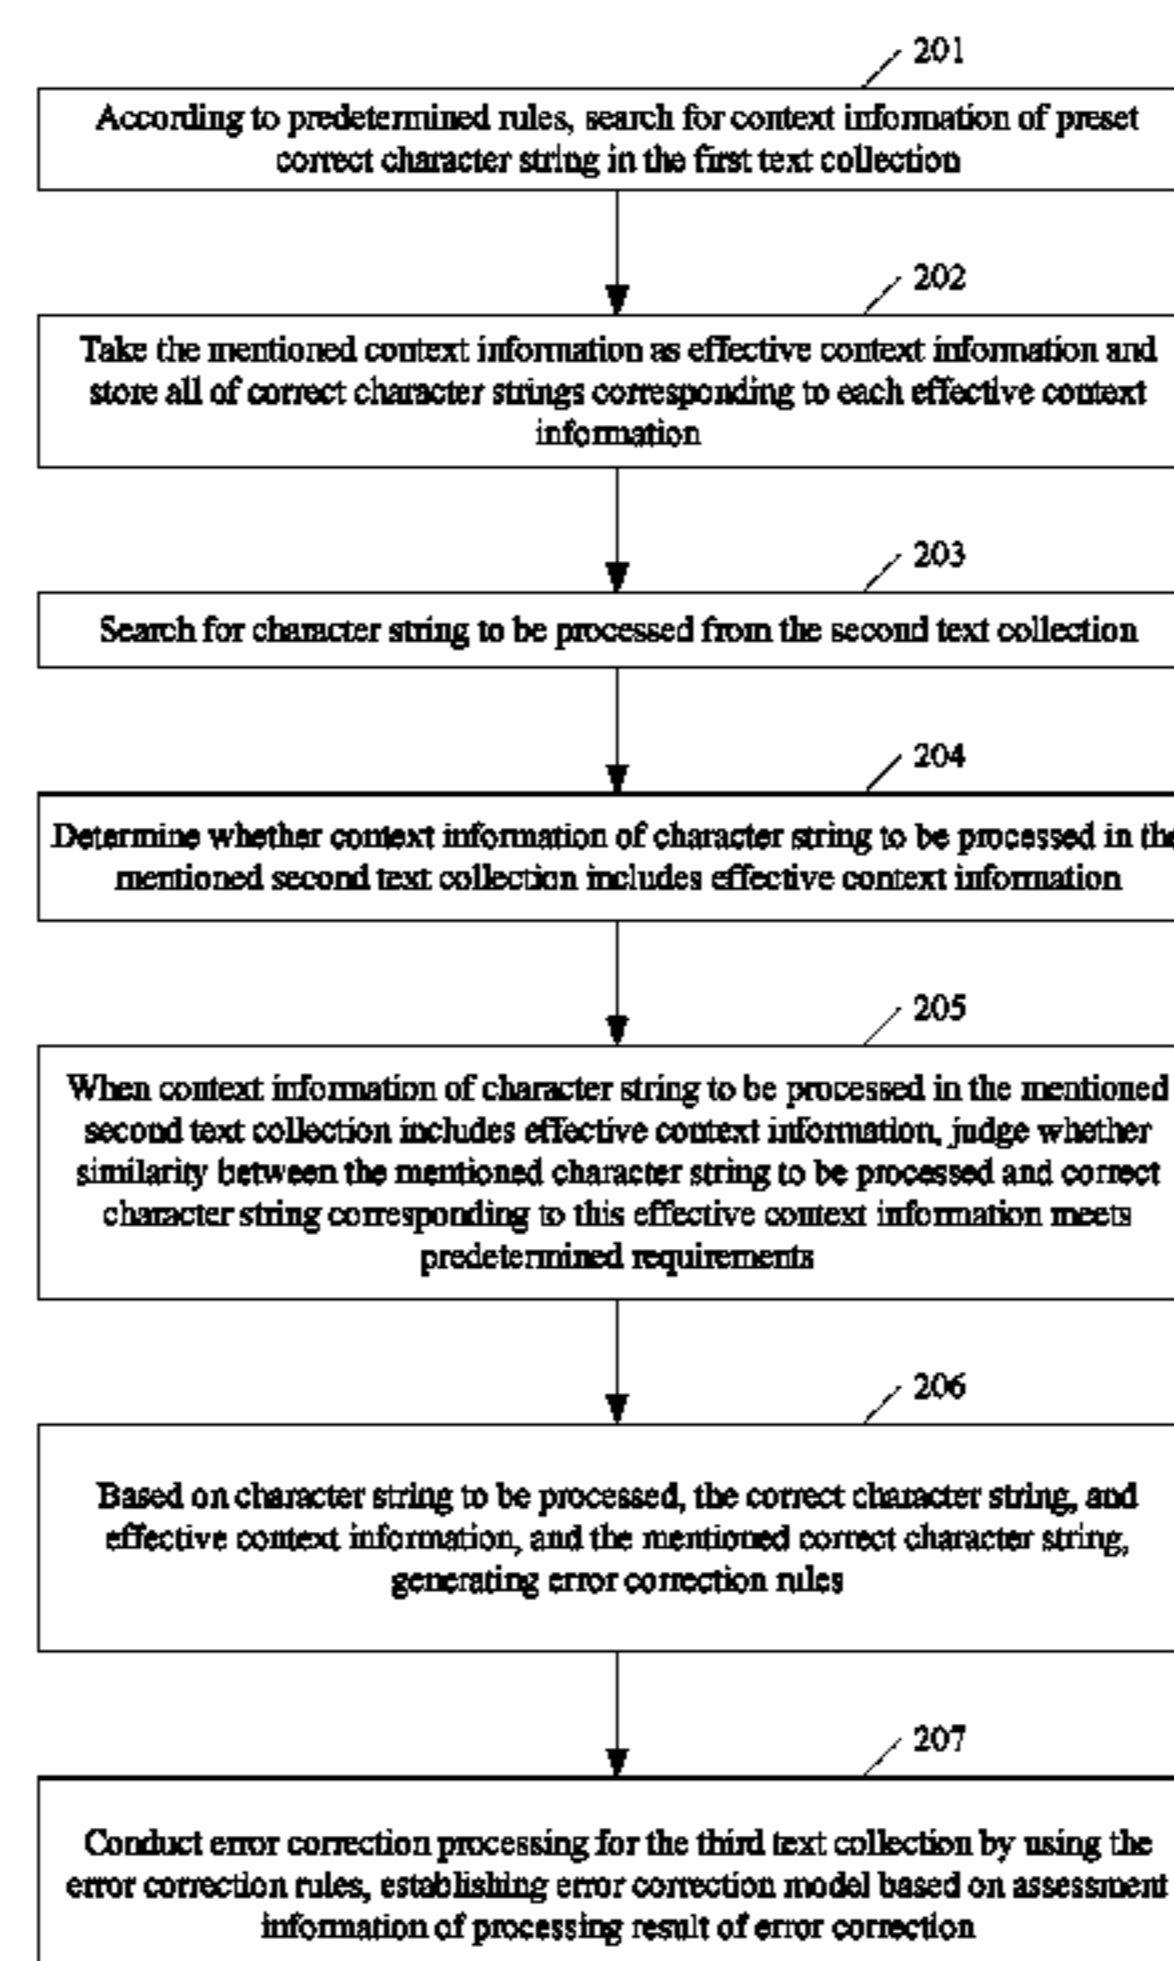 201
According to predetermined rules, search for context information of preset
correct character string in the first text collection
202
Take the mentioned context information as effective context information and
store all of correct character strings corresponding to each effective context
information
203
Search for character string to be processed from the second text collection
204
Determine whether context information of character string to be processed in the
mentioned second text collection includes effective context information
205
When context information of character string to be processed in the mentioned
second text collection includes effective context information, judge whether
similarity between the mentioned character string to be processed and correct
character string corresponding to this effective context information meets
predetermined requirements
206
Based on character string to be processed, the correct character string, and
effective context information, and the mentioned correct character string,
generating error correction rules
207
Conduct error correction processing for the third text collection by using the
error correction rules, establishing error correction model based on assessment
information of processing result of error correction